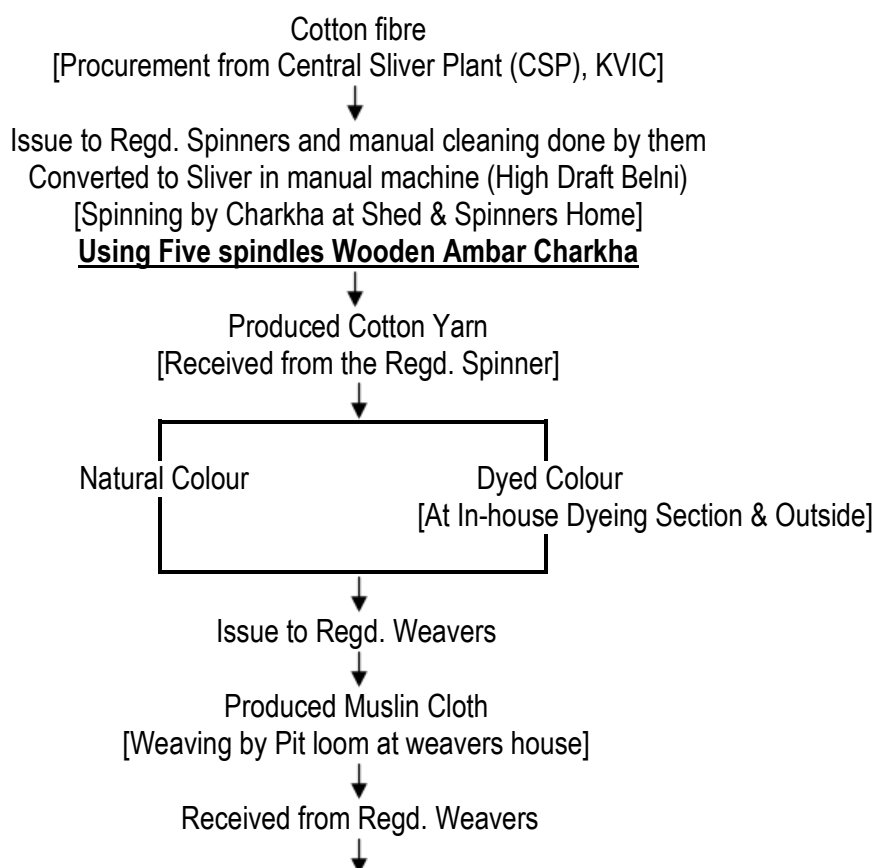 Cotton fibre
[Procurement from Central Sliver Plant (CSP), KVIC]
Issue to Regd. Spinners and manual cleaning done by them
Converted to Sliver in manual machine (High Draft Belni)
[Spinning by Charkha at Shed & Spinners Home]
Using Five spindles Wooden Ambar Charkha
Produced Cotton Yarn
[Received from the Regd. Spinner]
Natural Colour
Dyed Colour
[At In-house Dyeing Section & Outside]
Issue to Regd. Weavers
Produced Muslin Cloth
[Weaving by Pit loom at weavers house]
Received from Regd. Weavers